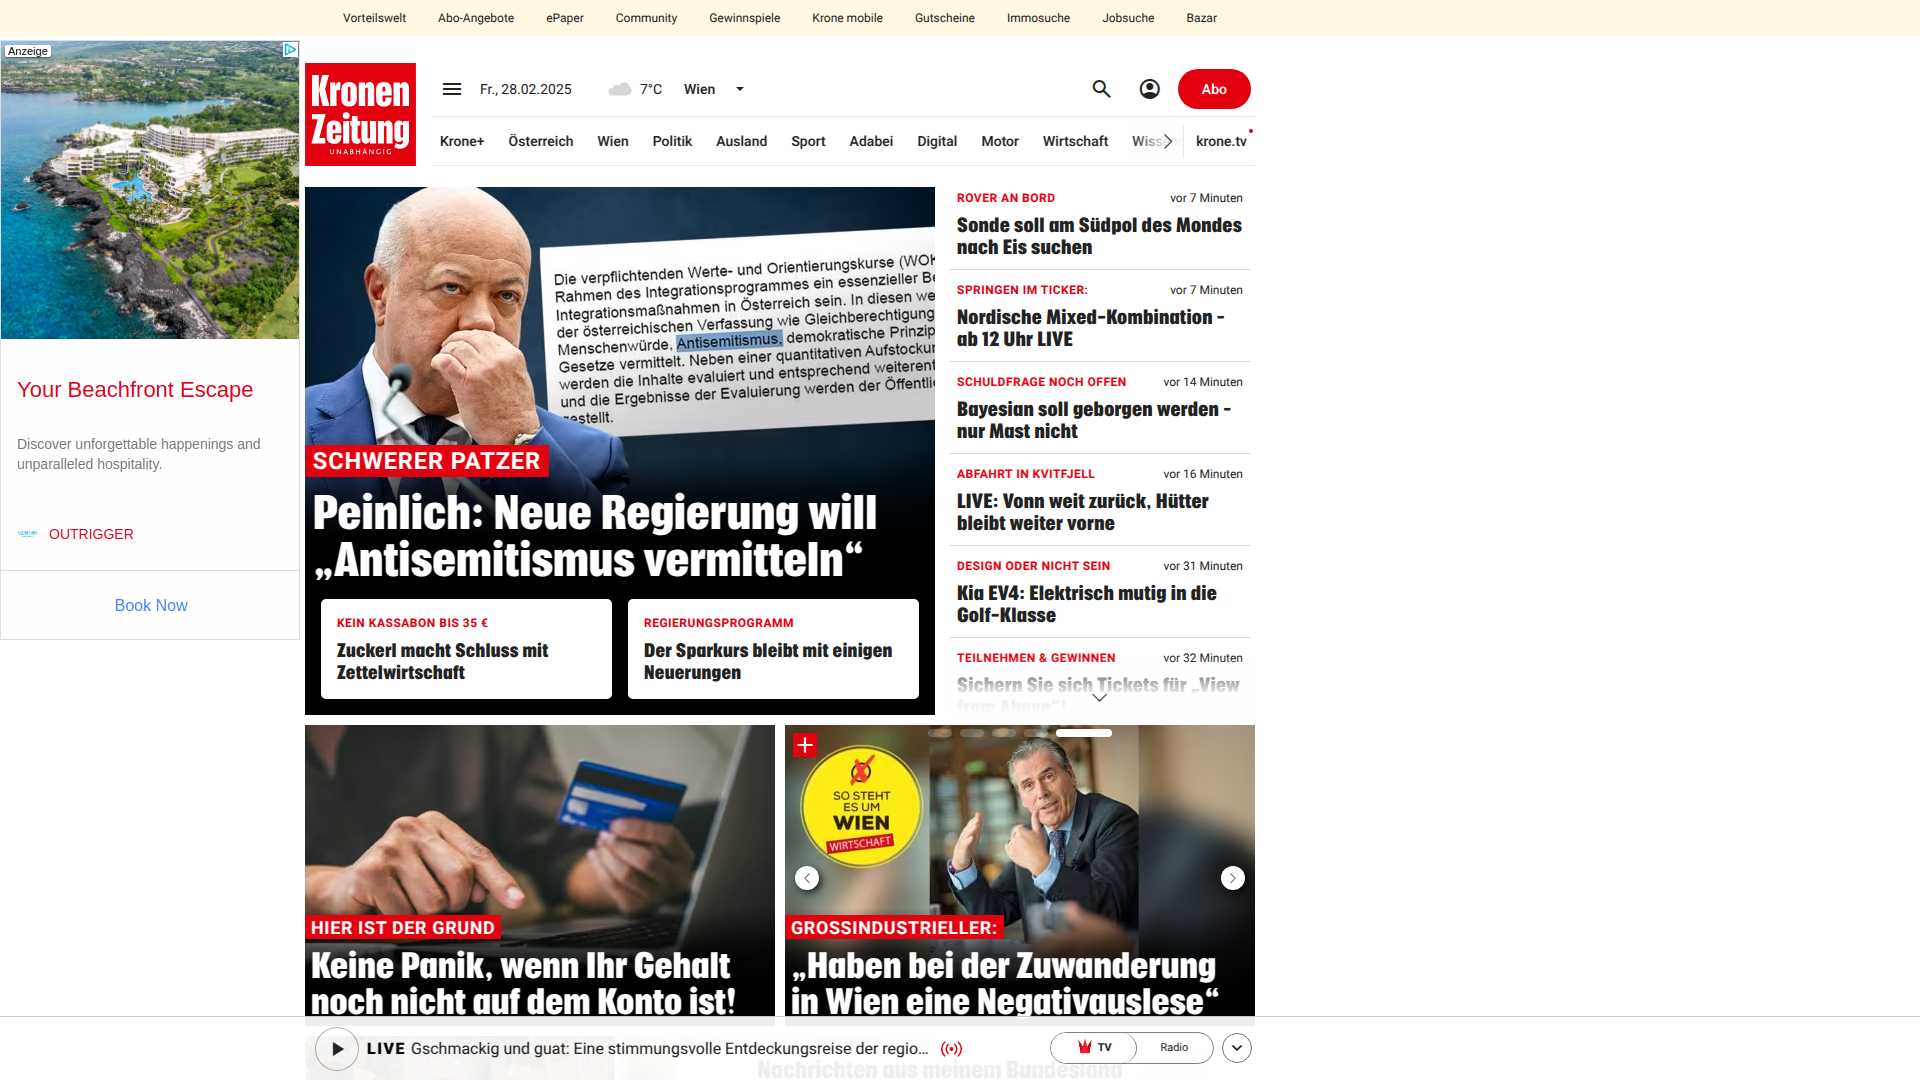 Vorteilswelt Abo-Angebote ePaper Community Gewinnspiele Krone mobile Gutscheine Immosuche Jobsuche Bazar
Anzeige
Your Beachfront Escape
Discover unforgettable happenings and
unparalleled hospitality.
OUTRIGGER
Book Now
Kronen
Zeitung
UNABHÄNGIG
Fr., 28.02.2025 7°C Wien
Abo
Krone+ Österreich Wien Politik Ausland Sport Adabei Digital Motor Wirtschaft Wiss krone.tv
Die verpflichtenden Werte- und Orientierungskurse (WOK
Rahmen des Integrationsprogrammes ein essenzieller Be
Integrationsmaßnahmen in Österreich sein. In diesen we
der österreichischen Verfassung wie Gleichberechtigung
Menschenwürde, Antisemitismus, demokratische Prinzip
Gesetze vermittelt. Neben einer quantitativen Aufstocku
werden die Inhalte evaluiert und entsprechend weiterent
und die Ergebnisse der Evaluierung werden der Öffentli
gestellt.
SCHWERER PATZER
Peinlich: Neue Regierung will
„Antisemitismus vermitteln“
KEIN KASSABON BIS 35 €
Zuckerl macht Schluss mit
Zettelwirtschaft
REGIERUNGSPROGRAMM
Der Sparkurs bleibt mit einigen
Neuerungen
ROVER AN BORD vor 7 Minuten
Sonde soll am Südpol des Mondes
nach Eis suchen
SPRINGEN IM TICKER: vor 7 Minuten
Nordische Mixed-Kombination -
ab 12 Uhr LIVE
SCHULDFRAGE NOCH OFFEN vor 14 Minuten
Bayesian soll geborgen werden -
nur Mast nicht
ABFAHRT IN KVITFJELL vor 16 Minuten
LIVE: Vonn weit zurück, Hütter
bleibt weiter vorne
DESIGN ODER NICHT SEIN vor 31 Minuten
Kia EV4: Elektrisch mutig in die
Golf-Klasse
TEILNEHMEN & GEWINNEN vor 32 Minuten
Sichern Sie sich Tickets für „View
from Above“!
HIER IST DER GRUND
Keine Panik, wenn Ihr Gehalt
noch nicht auf dem Konto ist!
SO STEHT
ES UM
WIEN
WIRTSCHAFT
GROSSINDUSTRIELLER:
„Haben bei der Zuwanderung
in Wien eine Negativauslese“
LIVE Gschmackig und guat: Eine stimmungsvolle Entdeckungsreise der regio...
TV Radio
Nachrichten aus meinem Bundesland